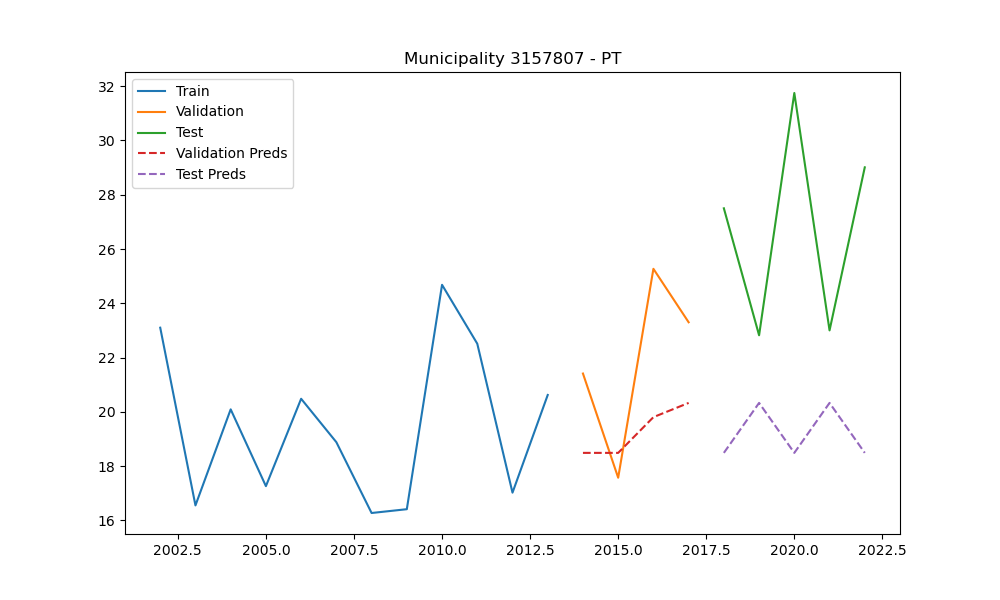 Municipality 3157807 - PT
32
30
28
26
24
22
20
18
16
Train
Validation
Test
Validation Preds
Test Preds
2002.5 2005.0 2007.5 2010.0 2012.5 2015.0 2017.5 2020.0 2022.5